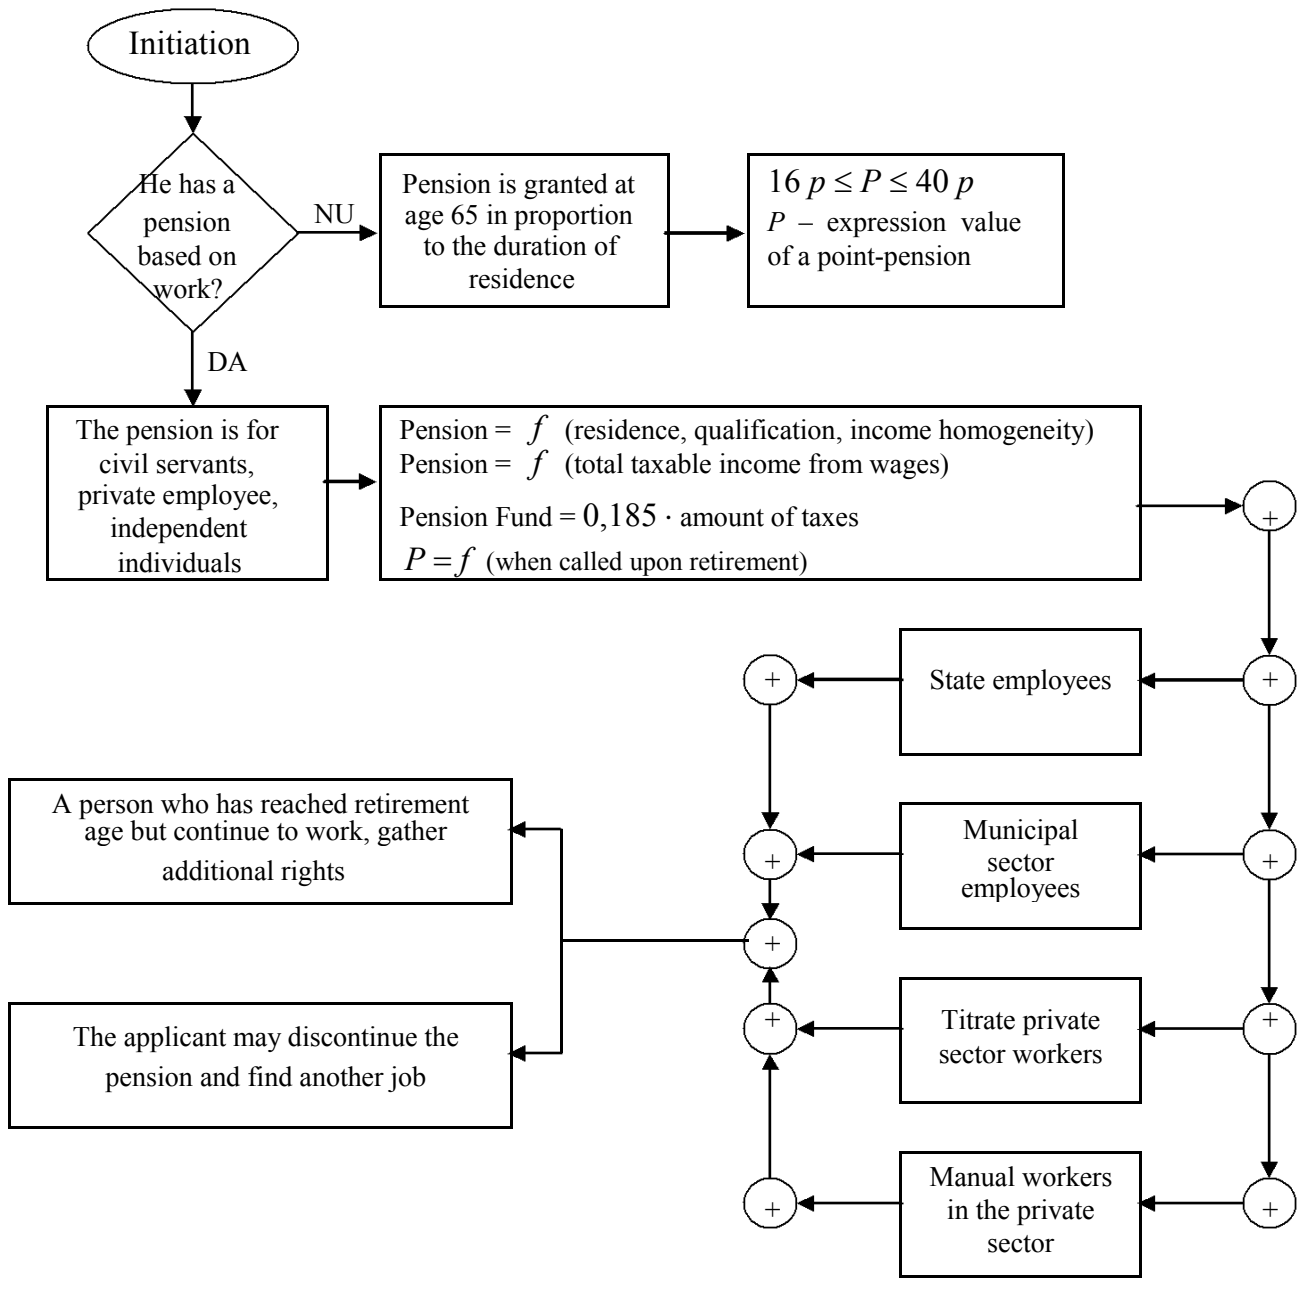 Initiation
He has a
pension
based on
work?
NU
Pension is granted at
age 65 in proportion
to the duration of
residence
16 p ≤ P ≤ 40 p
P – expression value
of a point-pension
DA
The pension is for
civil servants,
private employee,
independent
individuals
Pension = f (residence, qualification, income homogeneity)
Pension = f (total taxable income from wages)
Pension Fund = 0,185 · amount of taxes
P = f (when called upon retirement)
+
+
State employees
+
+
Municipal
sector
employees
+
A person who has reached retirement
age but continue to work, gather
additional rights
+
+
Titrate private
sector workers
+
The applicant may discontinue the
pension and find another job
+
Manual workers
in the private
sector
+